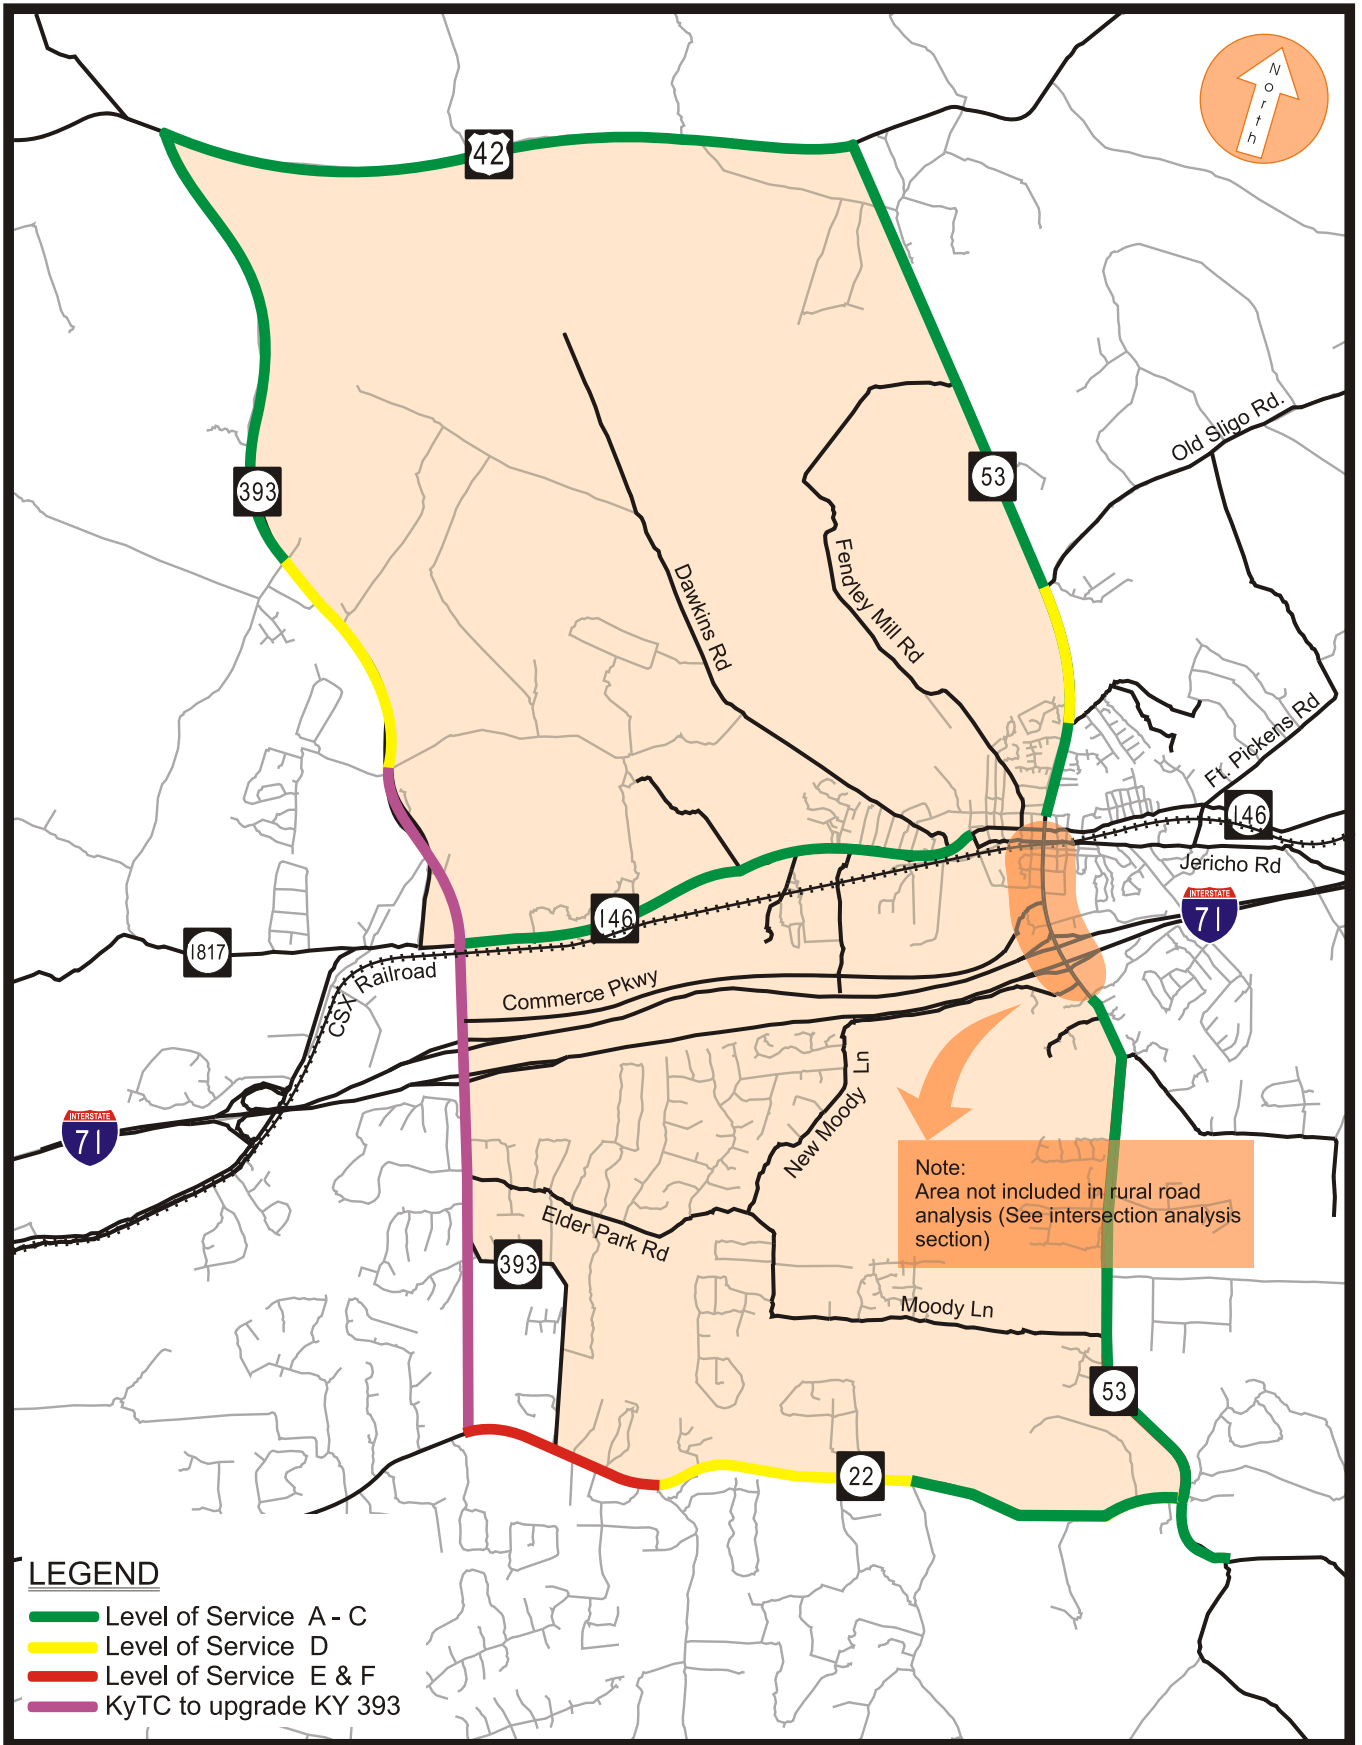 North
42
393
53
Old Sligo Rd.
Dawkins Rd
Fendley Mill Rd
Ft. Pickens Rd
146
Jericho Rd
INTERSTATE
71
146
1817
CSX Railroad
Commerce Pkwy
New Moody Ln
INTERSTATE
71
Note:
Area not included in rural road
analysis (See intersection analysis
section)
Elder Park Rd
393
Moody Ln
53
22
LEGEND
Level of Service A - C
Level of Service D
Level of Service E & F
KyTC to upgrade KY 393